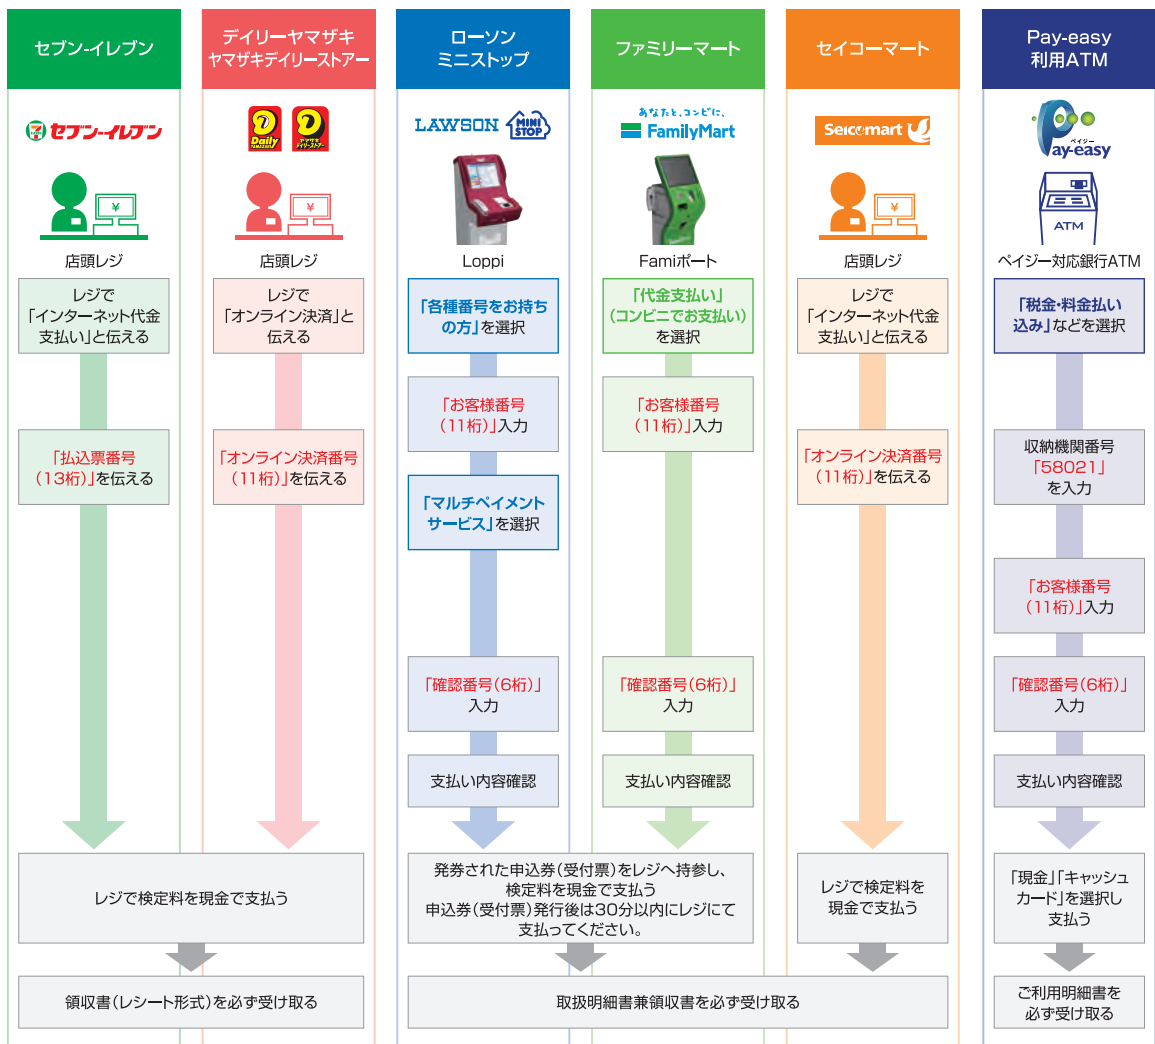 セブン-イレブン
デイリーヤマザキ
ヤマザキデイリーストアー
ローソン
ミニストップ
ファミリーマート
セイコーマート
Pay-easy
利用ATM
7
セブン-イレブン
Daily
YAMAZAKI
ヤマザキ
デイリーストアー
LAWSON
MINI
STOP
あなたと、コンビに、
FamilyMart
Seicomart
ペイジー
Pay-easy
¥
¥
¥
ATM
店頭レジ
店頭レジ
Loppi
Famiポート
店頭レジ
ペイジー対応銀行ATM
レジで
「インターネット代金
支払い」と伝える
「払込票番号
(13桁)」を伝える
レジで
「オンライン決済」と
伝える
「オンライン決済番号
(11桁)」を伝える
「各種番号をお持ち
の方」を選択
「お客様番号
(11桁)」入力
「マルチペイメント
サービス」を選択
「確認番号(6桁)」
入力
支払い内容確認
「代金支払い」
(コンビニでお支払い)
を選択
「お客様番号
(11桁)」入力
「確認番号(6桁)」
入力
支払い内容確認
レジで
「インターネット代金
支払い」と伝える
「オンライン決済番号
(11桁)」を伝える
「税金・料金払い
込み」などを選択
収納機関番号
「58021」
を入力
「お客様番号
(11桁)」入力
「確認番号(6桁)」
入力
支払い内容確認
レジで検定料を現金で支払う
発券された申込券(受付票)をレジへ持参し、
検定料を現金で支払う
申込券(受付票)発行後は30分以内にレジにて
支払ってください。
レジで検定料を
現金で支払う
「現金」「キャッシュ
カード」を選択し
支払う
領収書(レシート形式)を必ず受け取る
取扱明細書兼領収書を必ず受け取る
ご利用明細書を
必ず受け取る